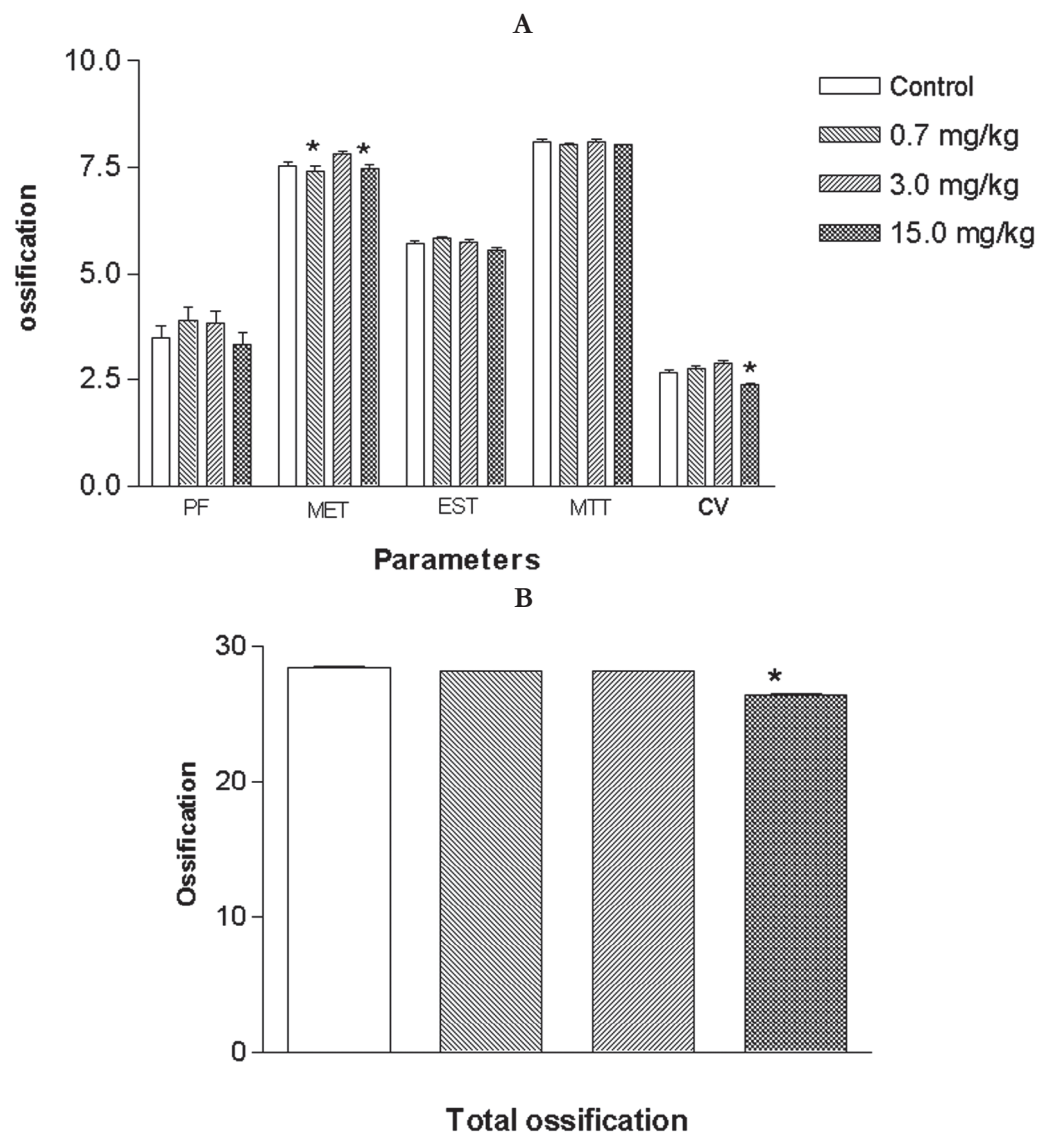 A
10.0
7.5
5.0
2.5
0.0
ossification
* *
*
PF MET EST MTT CV
Parameters
Control
0.7 mg/kg
3.0 mg/kg
15.0 mg/kg
B
30
20
10
0
Ossification
*
Total ossification